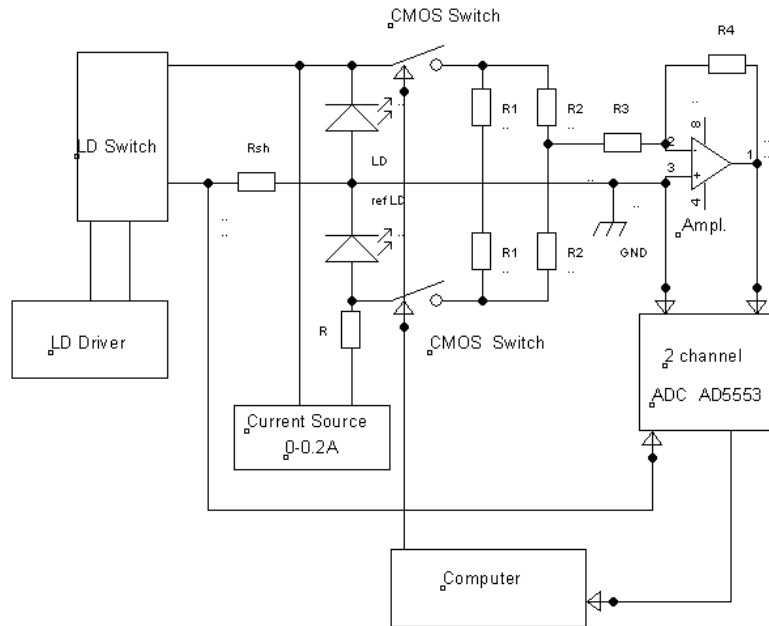 CMOS Switch
R4
LD Switch
Rsh
R1
R2
R3
8
2
1
3
4
LD
ref LD
Ampl.
R1
R2
GND
LD Driver
R
CMOS Switch
2 channel
ADC AD5553
Current Source
0-0.2A
Computer